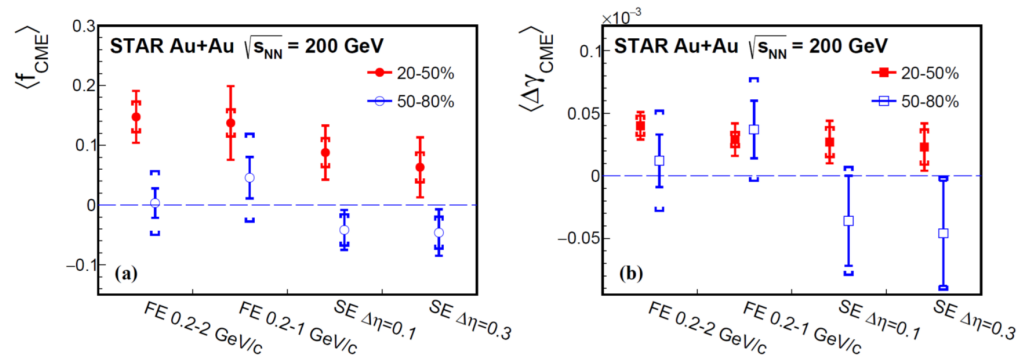 ⟨f_CME⟩
0.3
0.2
0.1
0
−0.1
STAR Au+Au √s_NN = 200 GeV
20-50%
50-80%
(a)
FE 0.2-2 GeV/c
FE 0.2-1 GeV/c
SE Δη=0.1
SE Δη=0.3
×10⁻³
⟨Δγ_CME⟩
0.1
0.05
0
−0.05
STAR Au+Au √s_NN = 200 GeV
20-50%
50-80%
(b)
FE 0.2-2 GeV/c
FE 0.2-1 GeV/c
SE Δη=0.1
SE Δη=0.3